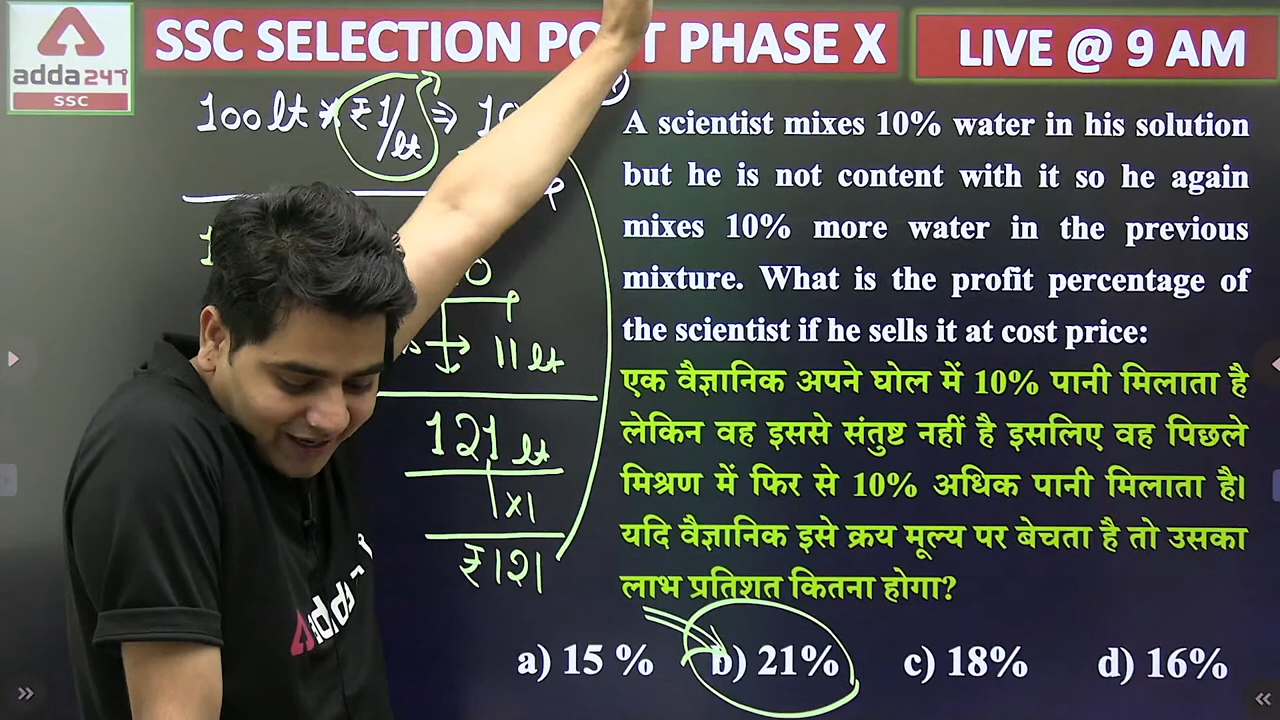 adda247
SSC
SSC SELECTION POST PHASE X
LIVE @ 9 AM
100 lt * ₹1/lt ⇒
11 lt
121 lt
1x1
₹121
A scientist mixes 10% water in his solution
but he is not content with it so he again
mixes 10% more water in the previous
mixture. What is the profit percentage of
the scientist if he sells it at cost price:
एक वैज्ञानिक अपने घोल में 10% पानी मिलाता है
लेकिन वह इससे संतुष्ट नहीं है इसलिए वह पिछले
मिश्रण में फिर से 10% अधिक पानी मिलाता है।
यदि वैज्ञानिक इसे क्रय मूल्य पर बेचता है तो उसका
लाभ प्रतिशत कितना होगा?
a) 15 % b) 21% c) 18% d) 16%